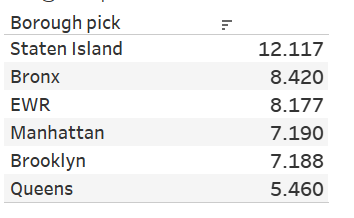 Borough pick
Staten Island 12.117
Bronx 8.420
EWR 8.177
Manhattan 7.190
Brooklyn 7.188
Queens 5.460